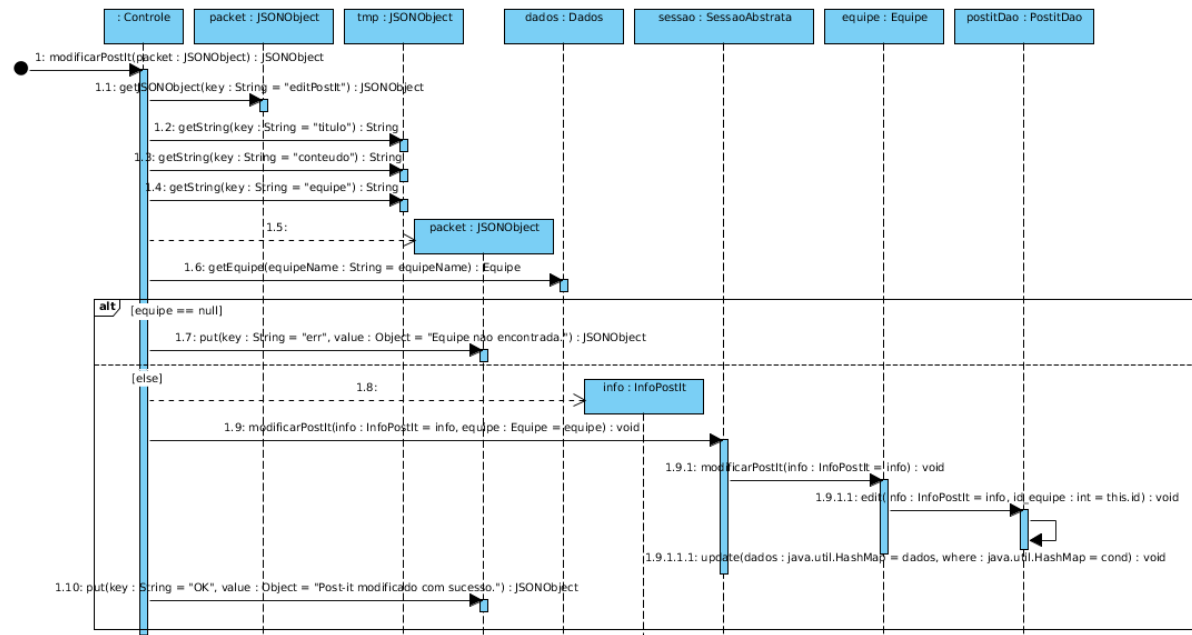 : Controle
packet : JSONObject
tmp : JSONObject
dados : Dados
sessao : SessaoAbstrata
equipe : Equipe
postitDao : PostitDao
1: modificarPostIt(packet : JSONObject) : JSONObject
1.1: getJSONObject(key : String = "editPostIt") : JSONObject
1.2: getString(key : String = "titulo") : String
1.3: getString(key : String = "conteudo") : String
1.4: getString(key : String = "equipe") : String
1.5:
packet : JSONObject
1.6: getEquipe(equipeName : String = equipeName) : Equipe
alt
[equipe == null]
1.7: put(key : String = "err", value : Object = "Equipe não encontrada.") : JSONObject
[else]
1.8:
info : InfoPostIt
1.9: modificarPostIt(info : InfoPostIt = info, equipe : Equipe = equipe) : void
1.9.1: modificarPostIt(info : InfoPostIt = info) : void
1.9.1.1: edit(info : InfoPostIt = info, id_equipe : int = this.id) : void
1.9.1.1.1: update(dados : java.util.HashMap = dados, where : java.util.HashMap = cond) : void
1.10: put(key : String = "OK", value : Object = "Post-it modificado com sucesso.") : JSONObject